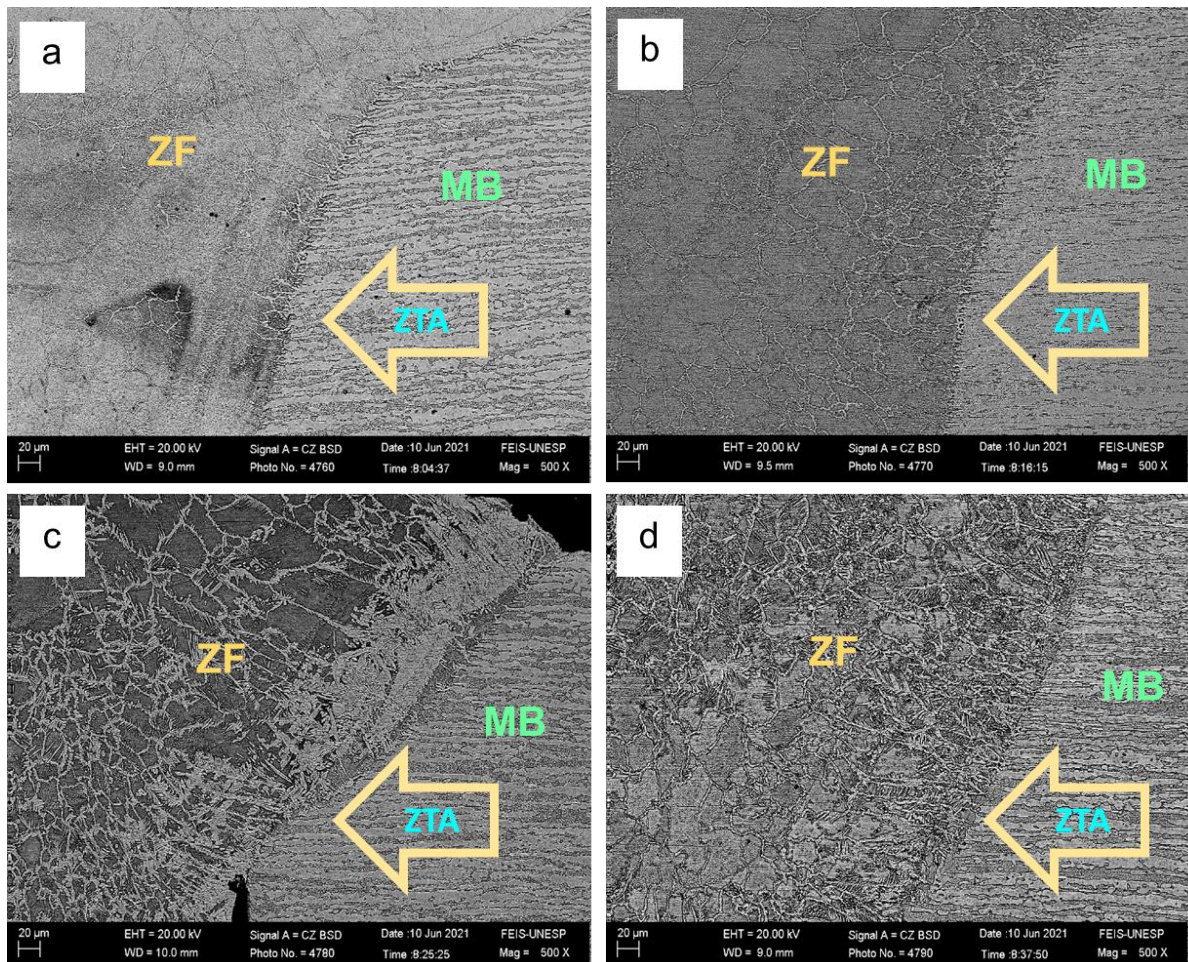 a
ZF
MB
ZTA
20 µm
EHT = 20.00 kV
Signal A = CZ BSD
Date :10 Jun 2021
FEIS-UNESP
WD = 9.0 mm
Photo No. = 4760
Time :8:04:37
Mag = 500 X
b
ZF
MB
ZTA
20 µm
EHT = 20.00 kV
Signal A = CZ BSD
Date :10 Jun 2021
FEIS-UNESP
WD = 9.5 mm
Photo No. = 4770
Time :8:16:15
Mag = 500 X
c
ZF
MB
ZTA
20 µm
EHT = 20.00 kV
Signal A = CZ BSD
Date :10 Jun 2021
FEIS-UNESP
WD = 10.0 mm
Photo No. = 4780
Time :8:25:25
Mag = 500 X
d
ZF
MB
ZTA
20 µm
EHT = 20.00 kV
Signal A = CZ BSD
Date :10 Jun 2021
FEIS-UNESP
WD = 9.0 mm
Photo No. = 4790
Time :8:37:50
Mag = 500 X